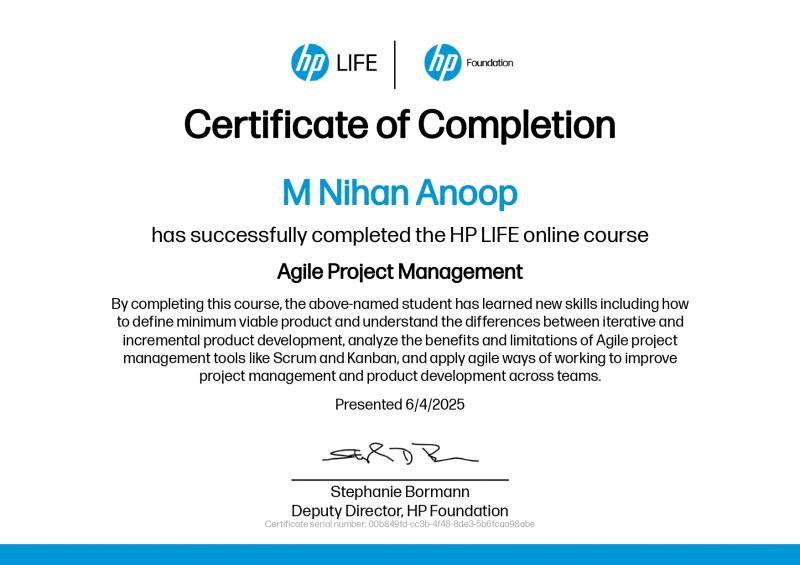 hp LIFE hp Foundation
Certificate of Completion
M Nihan Anoop
has successfully completed the HP LIFE online course
Agile Project Management
By completing this course, the above-named student has learned new skills including how
to define minimum viable product and understand the differences between iterative and
incremental product development, analyze the benefits and limitations of Agile project
management tools like Scrum and Kanban, and apply agile ways of working to improve
project management and product development across teams.
Presented 6/4/2025
Stephanie Bormann
Deputy Director, HP Foundation
Certificate serial number: 00b849fd-cc3b-4f48-8de3-5b6fcaa98abe